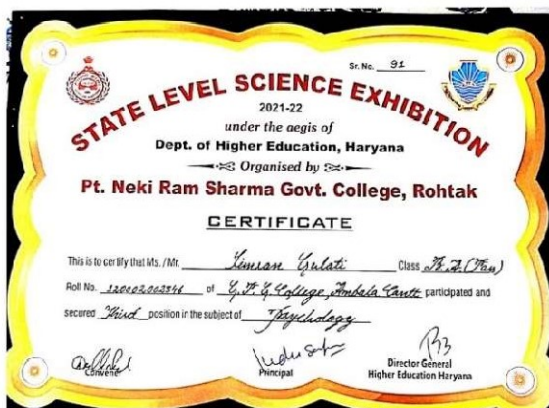 Sr. No. 91
STATE LEVEL SCIENCE EXHIBITION
2021-22
under the aegis of
Dept. of Higher Education, Haryana
Organised by
Pt. Neki Ram Sharma Govt. College, Rohtak
CERTIFICATE
This is to certify that Ms./Mr. Simran Gulati Class
Roll No. of College, Ambala Cantt participated and
secured Third position in the subject of Psychology
Convener
Principal
Director General
Higher Education Haryana